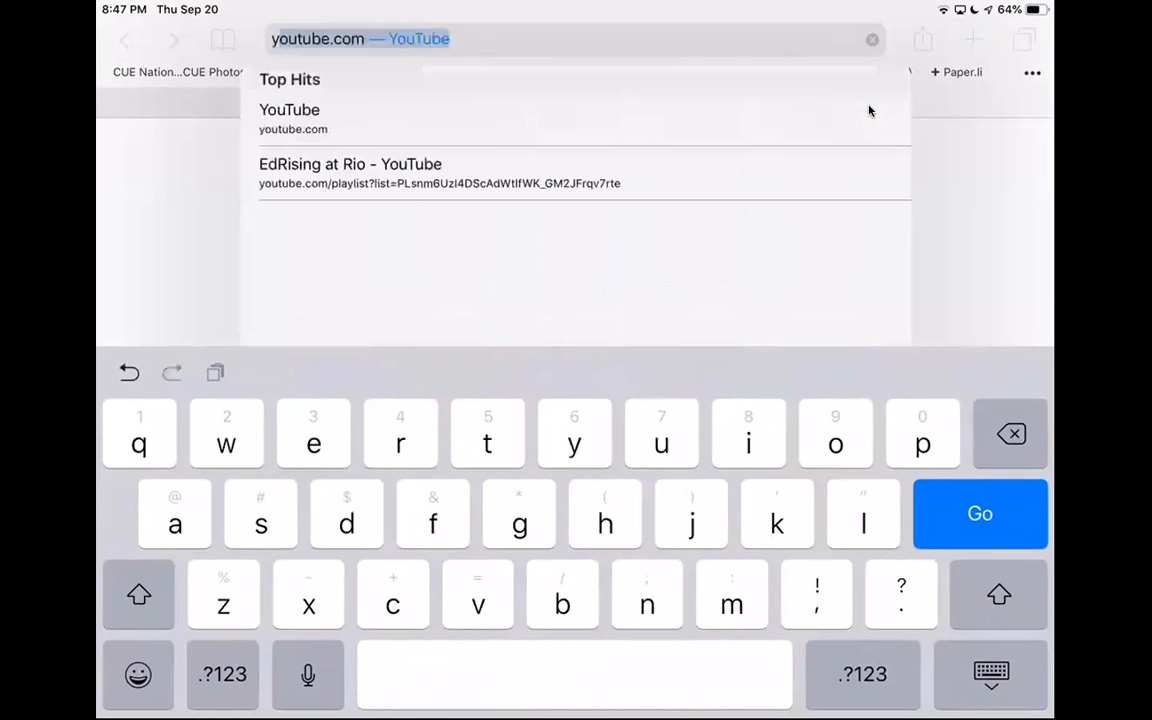 8:47 PM Thu Sep 20 64%
youtube.com — YouTube
CUE Nation...CUE Photo
+ Paper.li
Top Hits
YouTube
youtube.com
EdRising at Rio - YouTube
youtube.com/playlist?list=PLsnm6UzI4DScAdWtlfWK_GM2JFrqv7rte
1 2 3 4 5 6 7 8 9 0
q w e r t y u i o p
@ # $ & * ( ) ' "
a s d f g h j k l Go
% - + = / ; : ! ?
z x c v b n m , .
.?123 .?123